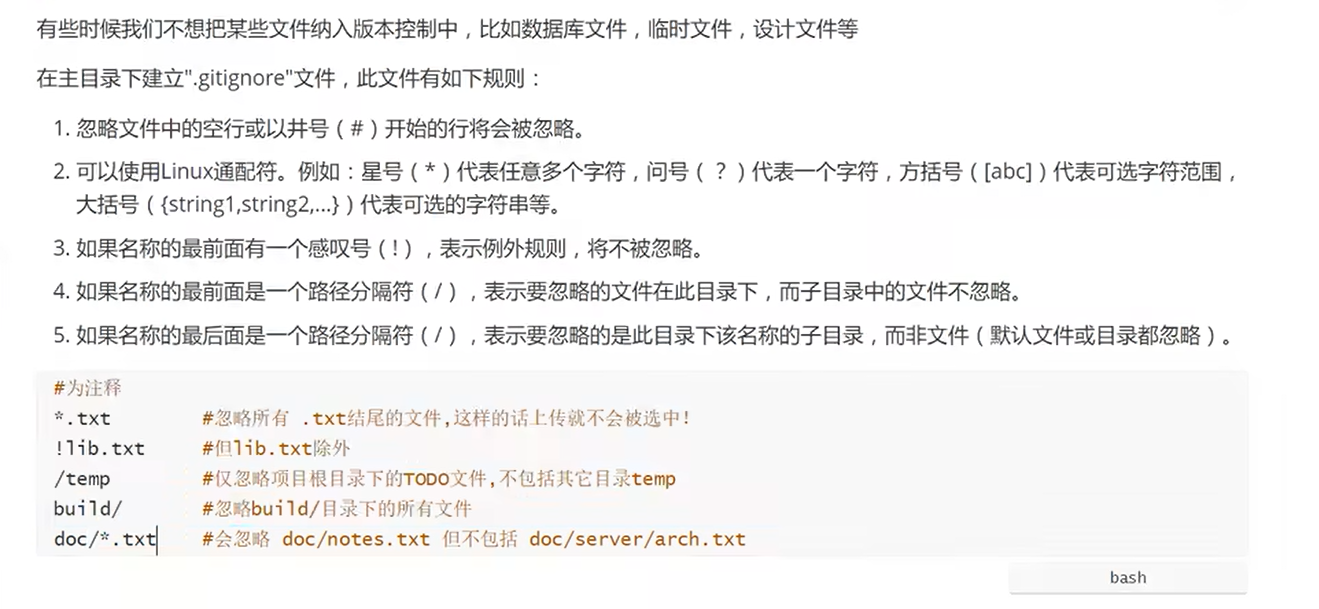 有些时候我们不想把某些文件纳入版本控制中，比如数据库文件，临时文件，设计文件等
在主目录下建立".gitignore"文件，此文件有如下规则：
1. 忽略文件中的空行或以井号（#）开始的行将会被忽略。
2. 可以使用Linux通配符。例如：星号（*）代表任意多个字符，问号（？）代表一个字符，方括号（[abc]）代表可选字符范围，
大括号（{string1,string2,...}）代表可选的字符串等。
3. 如果名称的最前面有一个感叹号（!），表示例外规则，将不被忽略。
4. 如果名称的最前面是一个路径分隔符（/），表示要忽略的文件在此目录下，而子目录中的文件不忽略。
5. 如果名称的最后面是一个路径分隔符（/），表示要忽略的是此目录下该名称的子目录，而非文件（默认文件或目录都忽略）。
#为注释
*.txt #忽略所有 .txt结尾的文件,这样的话上传就不会被选中!
!lib.txt #但lib.txt除外
/temp #仅忽略项目根目录下的TODO文件,不包括其它目录temp
build/ #忽略build/目录下的所有文件
doc/*.txt #会忽略 doc/notes.txt 但不包括 doc/server/arch.txt
bash